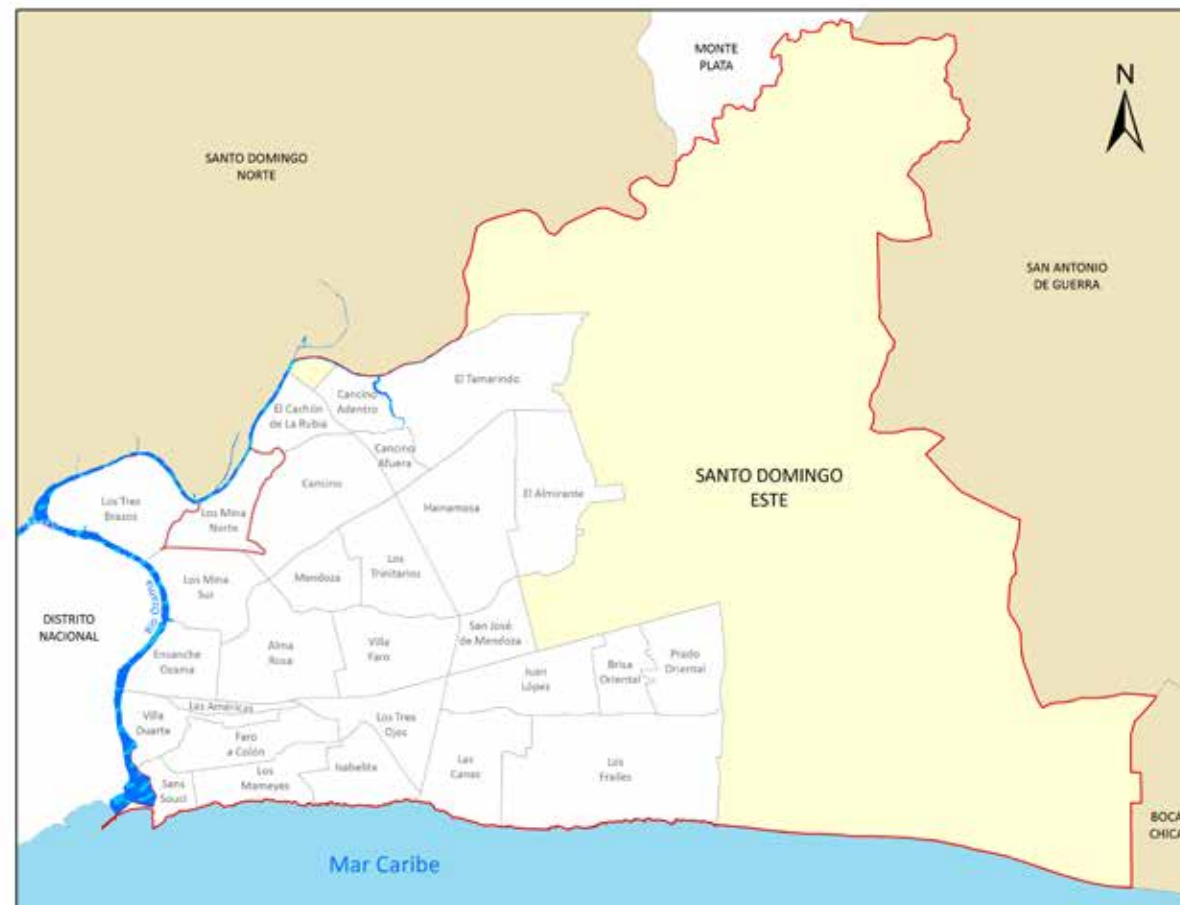 MONTE
PLATA
N
SANTO DOMINGO
NORTE
SAN ANTONIO
DE GUERRA
El Tamarindo
Cancino
Adentro
El Cachón
de La Rubia
Cancino
Afuera
Cancino
Hainamosa
El Almirante
SANTO DOMINGO
ESTE
Los Tres
Brazos
Los Mina
Norte
Los Mina
Sur
Mendoza
Los
Trinitarios
DISTRITO
NACIONAL
Río Ozama
Ensanche
Ozama
Alma
Rosa
Villa
Faro
San José
de Mendoza
Juan
López
Brisa
Oriental
Prado
Oriental
Las Américas
Villa
Duarte
Faro
a Colón
Los Tres
Ojos
Sans
Souci
Los
Mameyes
Isabelita
Las
Canas
Los
Frailes
BOCA
CHICA
Mar Caribe